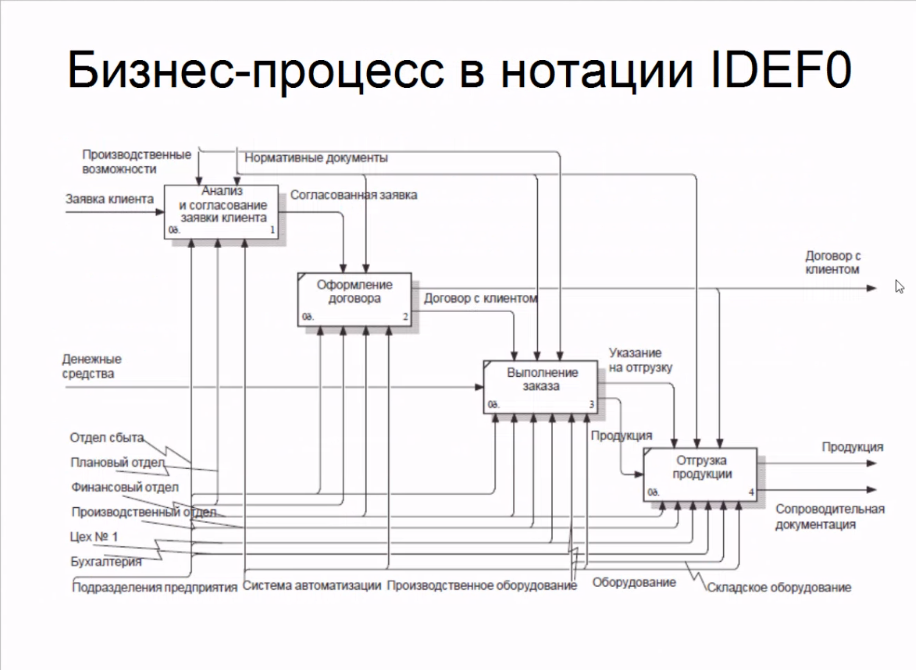 Бизнес-процесс в нотации IDEF0
Производственные
возможности
Нормативные документы
Заявка клиента
Анализ
и согласование
заявки клиента
0д.
1
Согласованная заявка
Договор с
клиентом
Оформление
договора
0д.
2
Договор с клиентом
Денежные
средства
Указание
на отгрузку
Выполнение
заказа
0д.
3
Продукция
Отдел сбыта
Плановый отдел
Финансовый отдел
Производственный отдел
Цех № 1
Бухгалтерия
Отгрузка
продукции
0д.
4
Продукция
Сопроводительная
документация
Подразделения предприятия
Система автоматизации
Производственное оборудование
Оборудование
Складское оборудование